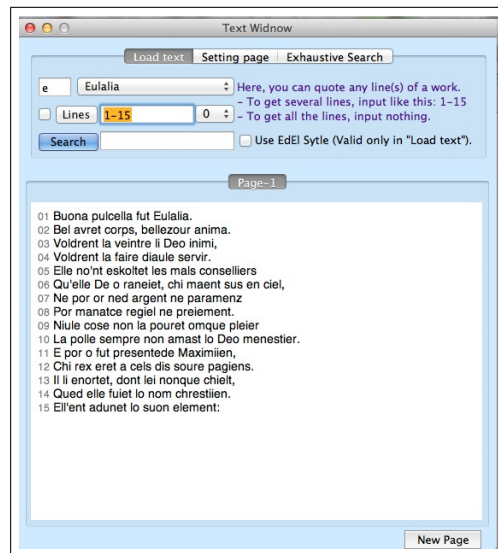 Text Widnow
Load text Setting page Exhaustive Search
e Eulalia Here, you can quote any line(s) of a work.
- To get several lines, input like this: 1-15
Lines 1-15 0 - To get all the lines, input nothing.
Search Use EdEl Sytle (Valid only in "Load text").
Page-1
01 Buona pulcella fut Eulalia.
02 Bel avret corps, bellezour anima.
03 Voldrent la veintre li Deo inimi,
04 Voldrent la faire diaule servir.
05 Elle no'nt eskoltet les mals conselliers
06 Qu'elle De o raneiet, chi maent sus en ciel,
07 Ne por or ned argent ne paramenz
08 Por manatce regiel ne preiement.
09 Niule cose non la pouret omque pleier
10 La polle sempre non amast lo Deo menestier.
11 E por o fut presentede Maximiien,
12 Chi rex eret a cels dis soure pagiens.
13 Il li enortet, dont lei nonque chielt,
14 Qued elle fuiet lo nom chrestiien.
15 Ell'ent adunet lo suon element:
New Page